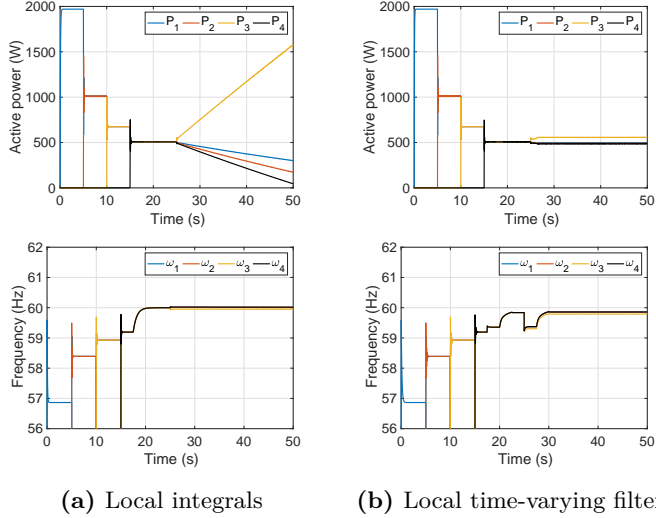 2000
P1 P2 P3 P4
1500
1000
500
0
Active power (W)
0 10 20 30 40 50
Time (s)
2000
P1 P2 P3 P4
1500
1000
500
0
Active power (W)
0 10 20 30 40 50
Time (s)
62
ω1 ω2 ω3 ω4
61
60
59
58
57
56
Frequency (Hz)
0 10 20 30 40 50
Time (s)
62
ω1 ω2 ω3 ω4
61
60
59
58
57
56
Frequency (Hz)
0 10 20 30 40 50
Time (s)
(a) Local integrals
(b) Local time-varying filter